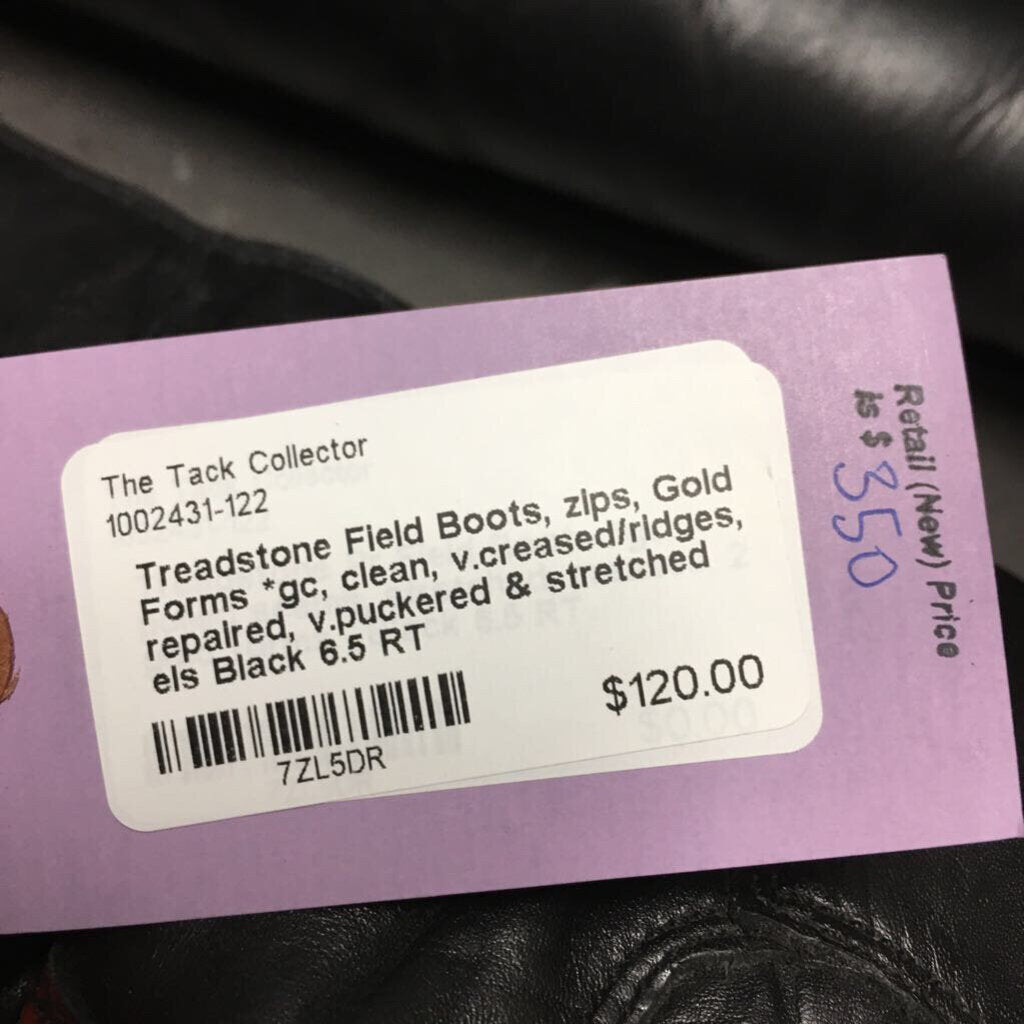 The Tack Collector
1002431-122
Treadstone Field Boots, zips, Gold
Forms *gc, clean, v.creased/ridges,
repaired, v.puckered & stretched
els Black 6.5 RT
$120.00
7ZL5DR
Retail (New) Price
is $ 350